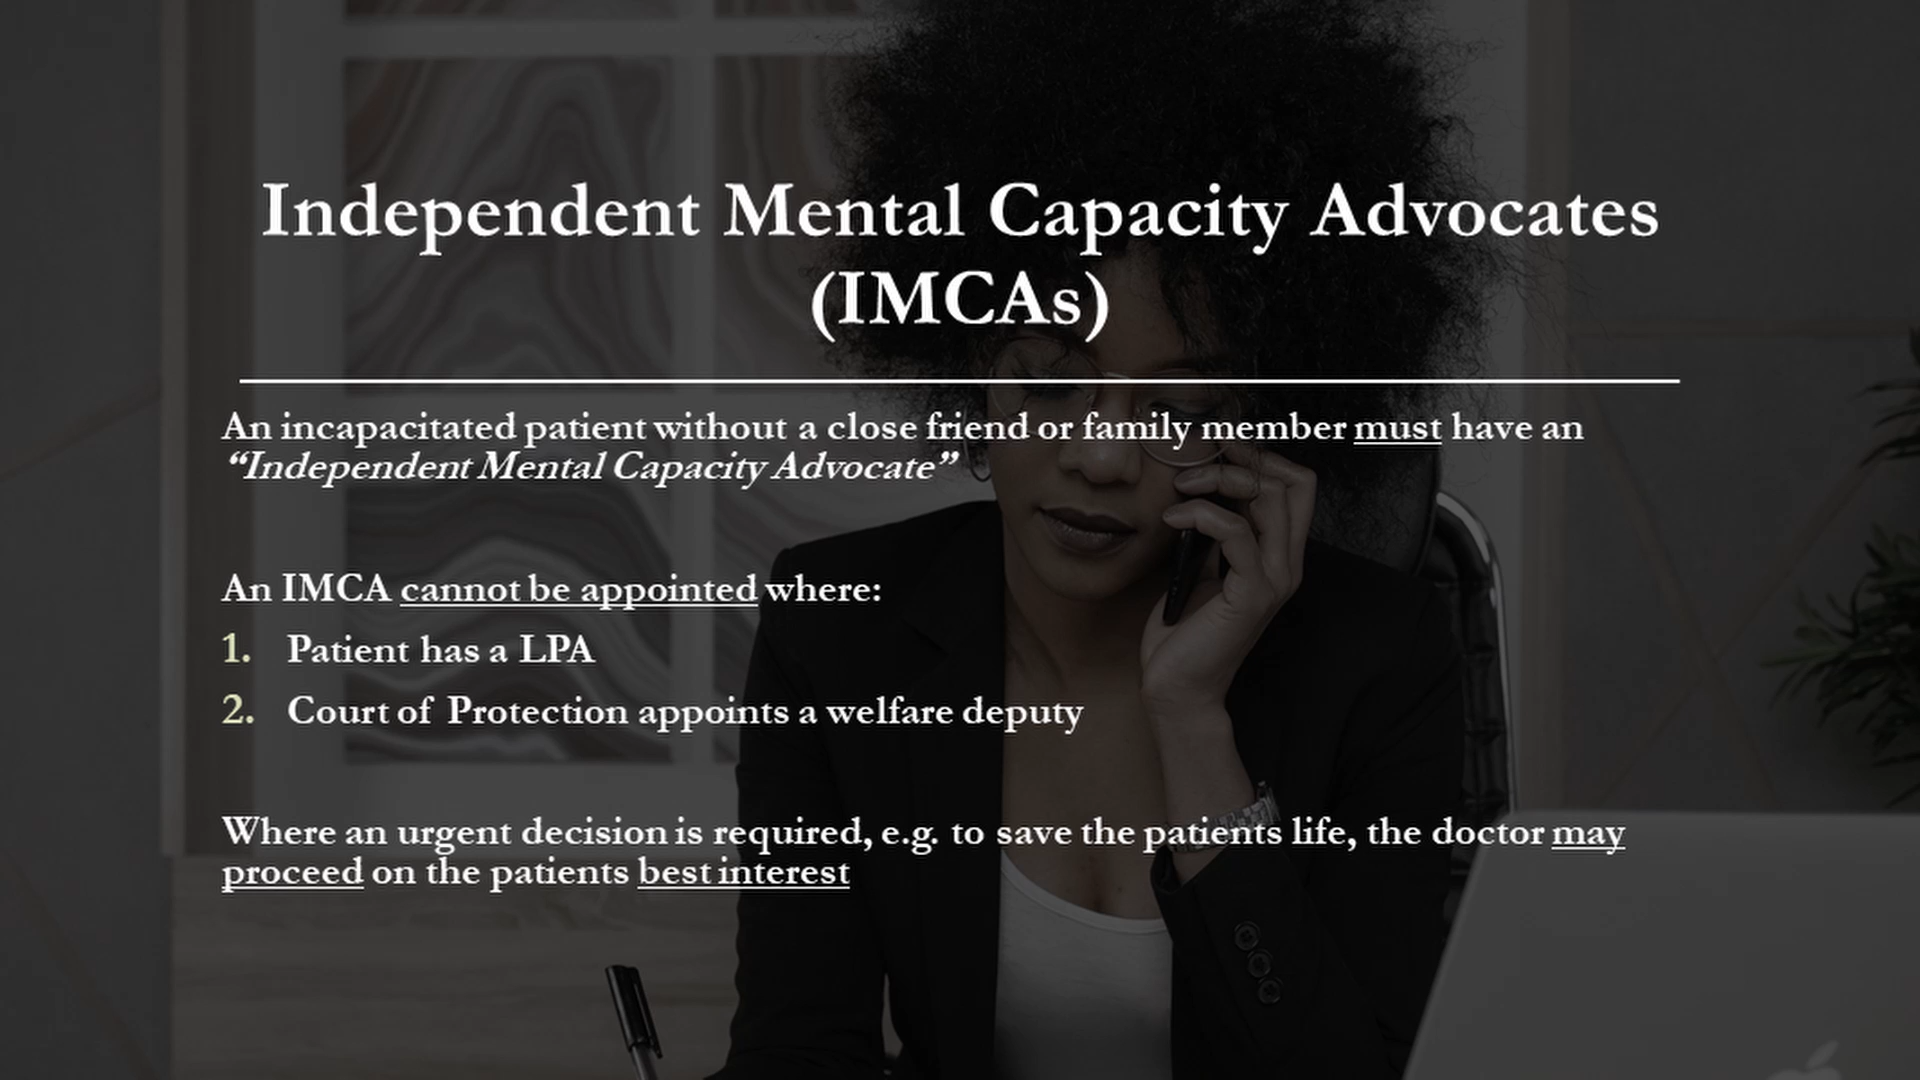 Independent Mental Capacity Advocates
(IMCAs)
An incapacitated patient without a close friend or family member must have an
“Independent Mental Capacity Advocate”
An IMCA cannot be appointed where:
1. Patient has a LPA
2. Court of Protection appoints a welfare deputy
Where an urgent decision is required, e.g. to save the patients life, the doctor may
proceed on the patients best interest